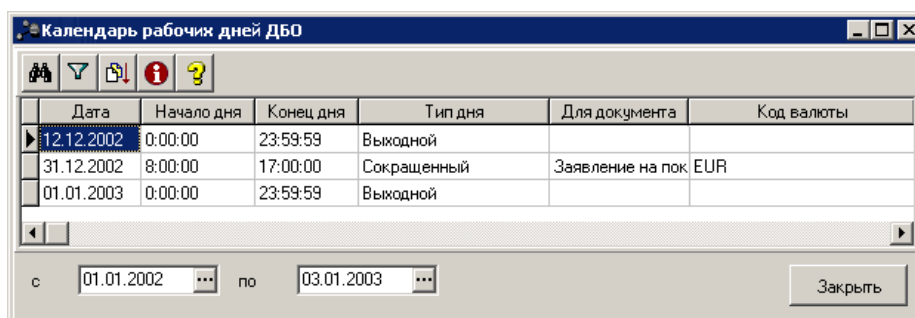 Календарь рабочих дней ДБО
Дата Начало дня Конец дня Тип дня Для документа Код валюты
12.12.2002 0:00:00 23:59:59 Выходной
31.12.2002 8:00:00 17:00:00 Сокращенный Заявление на пок EUR
01.01.2003 0:00:00 23:59:59 Выходной
с 01.01.2002 ... по 03.01.2003 ... Закрыть